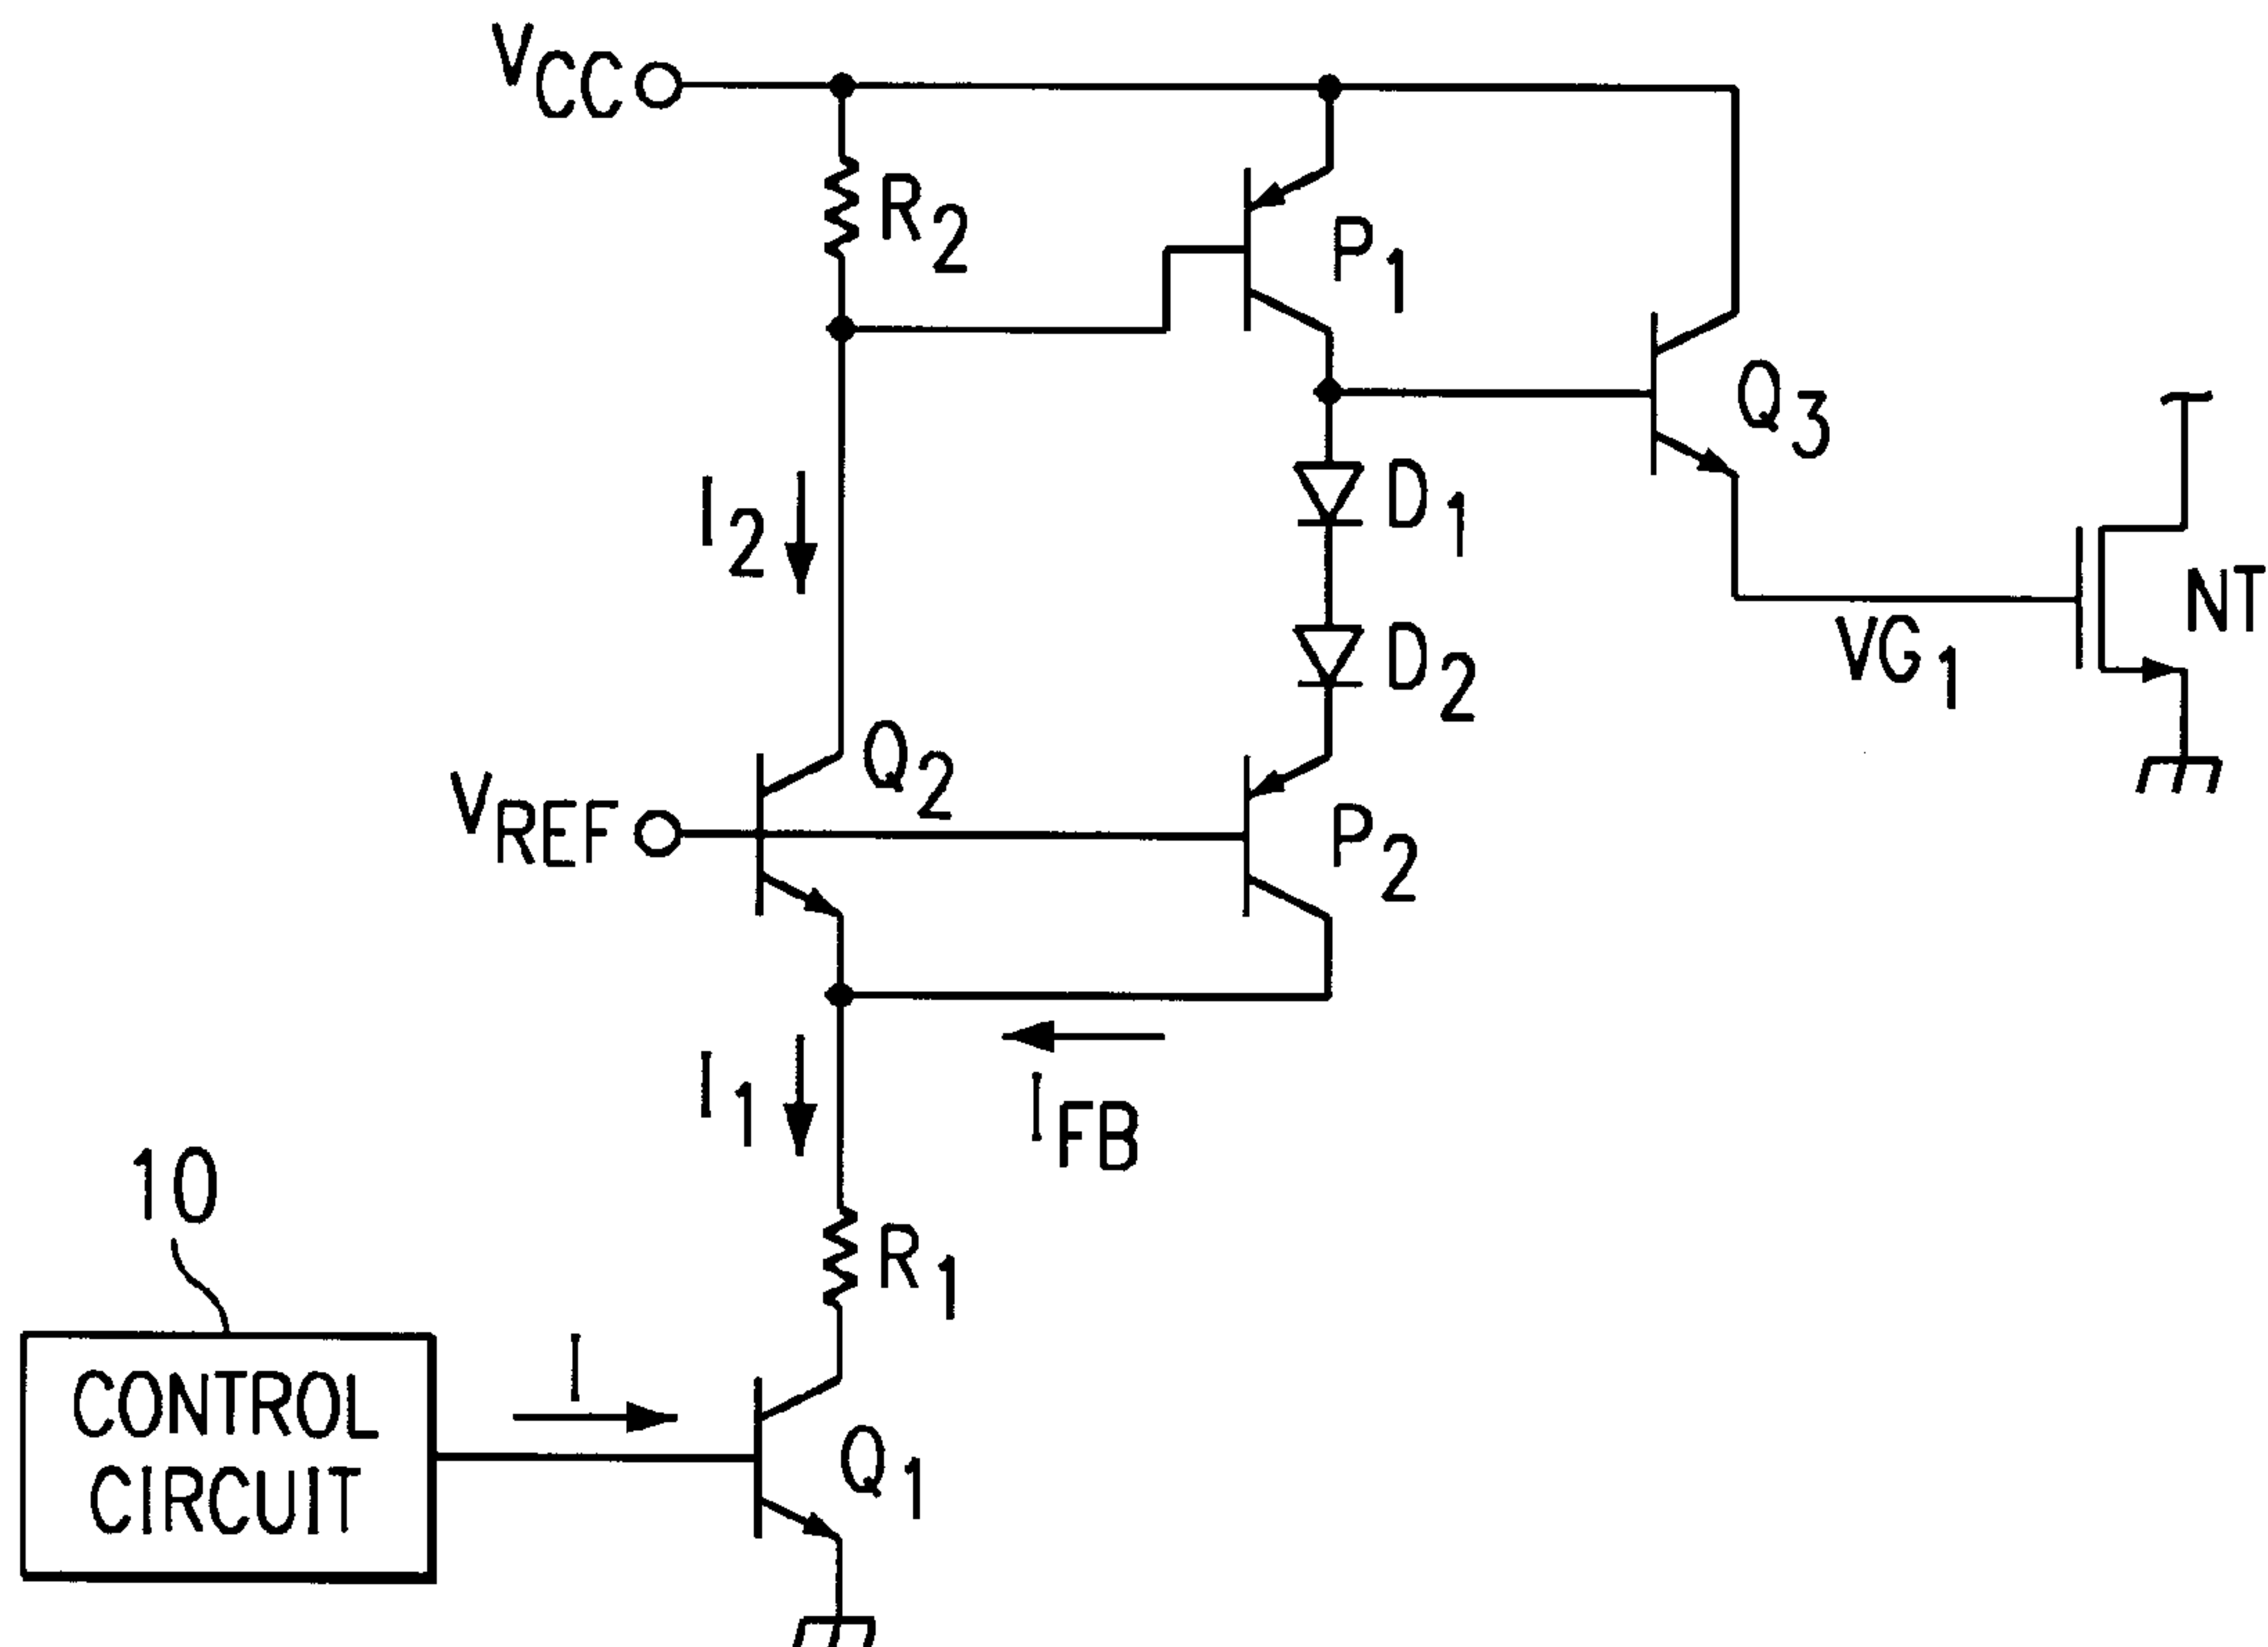 VCC
R2
P1
Q3
I2
D1
NT
VG1
D2
Q2
VREF
P2
I1
IFB
10
R1
I
CONTROL
CIRCUIT
Q1